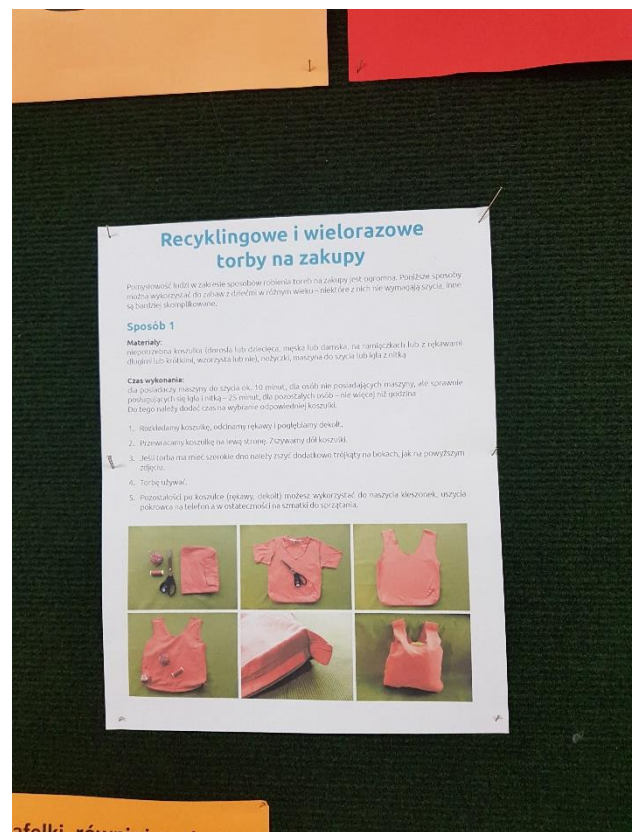 Recyklingowe i wielorazowe
torby na zakupy
Pomysłowość ludzi w zakresie sposobów robienia toreb na zakupy jest ogromna. Poniższe sposoby
można wykorzystać do zabaw z dziećmi w różnym wieku – niektóre z nich nie wymagają szycia, inne
są bardziej skomplikowane.
Sposób 1
Materiały:
niepotrzebna koszulka (dorosła lub dziecięca, męska lub damska, na ramiączkach lub z rękawami
długimi lub krótkimi, wzorzysta lub nie), nożyczki, maszyna do szycia lub igła z nitką
Czas wykonania:
dla posiadaczy maszyny do szycia ok. 10 minut, dla osób nie posiadających maszyny, ale sprawnie
posługujących się igłą i nitką – 25 minut, dla pozostałych osób – nie więcej niż godzina
Do tego należy dodać czas na wybranie odpowiedniej koszulki.
1. Rozkładamy koszulkę, odcinamy rękawy i pogłębiamy dekolt.
2. Przewracamy koszulkę na lewą stronę. Zszywamy dół koszulki.
3. Jeśli torba ma mieć szerokie dno należy zszyć dodatkowo trójkąty na bokach, jak na powyższym
zdjęciu.
4. Torbę używać.
5. Pozostałości po koszulce (rękawy, dekolt) możesz wykorzystać do naszycia kieszonek, uszycia
pokrowca na telefon a w ostateczności na szmatki do sprzątania.